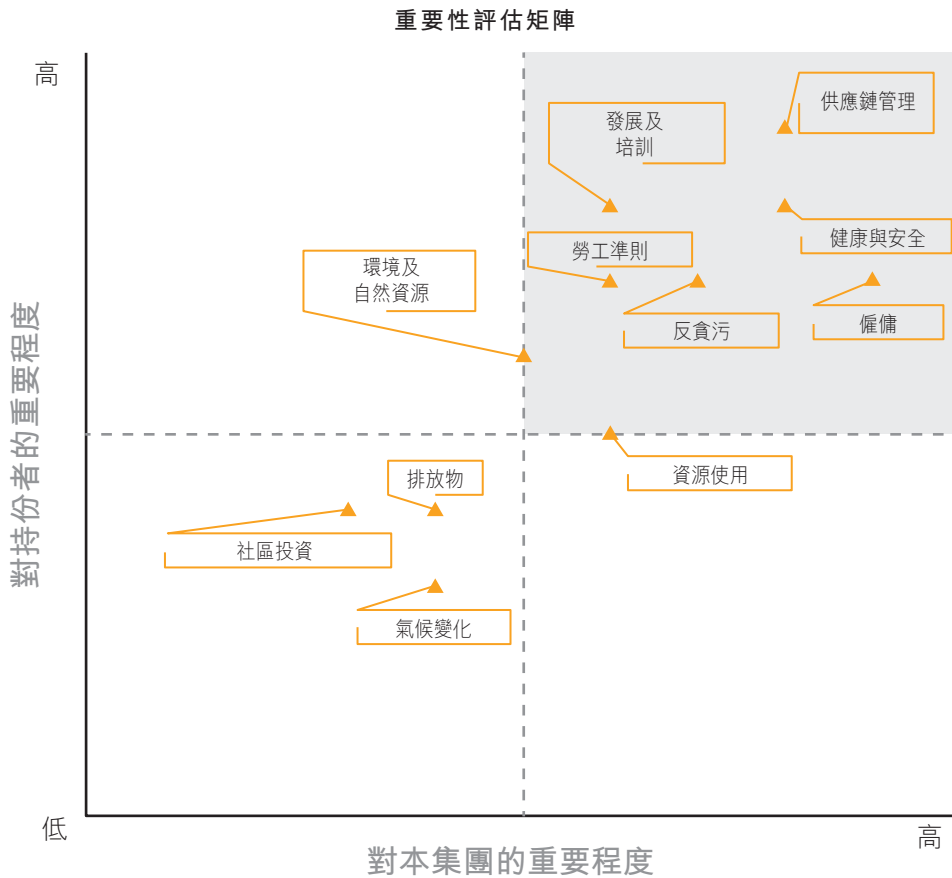 重要性評估矩陣
高
供應鏈管理
發展及
培訓
健康與安全
勞工準則
環境及
自然資源
反貪污
僱傭
對持份者的重要程度
資源使用
排放物
社區投資
氣候變化
低
高
對本集團的重要程度